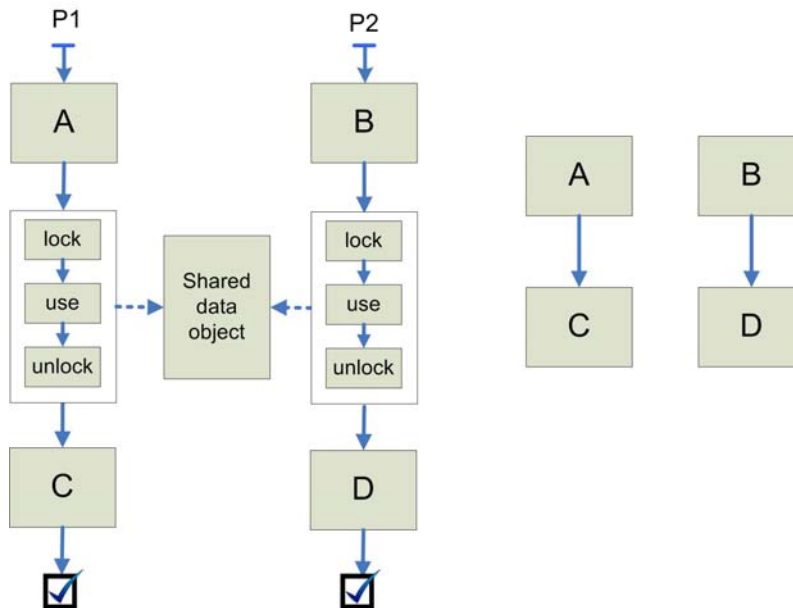 P1
P2
A
B
lock
use
unlock
Shared
data
object
lock
use
unlock
C
D
A
B
C
D